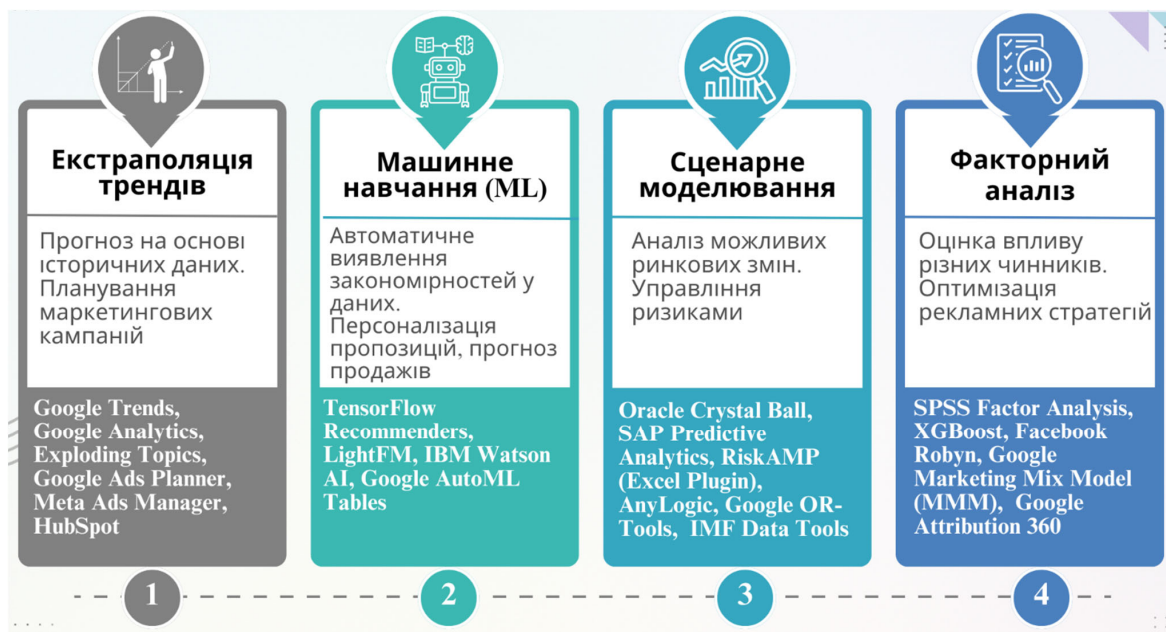 Екстраполяція
трендів
Прогноз на основі
історичних даних.
Планування
маркетингових
кампаній
Google Trends,
Google Analytics,
Exploding Topics,
Google Ads Planner,
Meta Ads Manager,
HubSpot
1
Машинне
навчання (ML)
Автоматичне
виявлення
закономірностей у
даних.
Персоналізація
пропозицій, прогноз
продажів
TensorFlow
Recommenders,
LightFM, IBM Watson
AI, Google AutoML
Tables
2
Сценарне
моделювання
Аналіз можливих
ринкових змін.
Управління
ризиками
Oracle Crystal Ball,
SAP Predictive
Analytics, RiskAMP
(Excel Plugin),
AnyLogic, Google OR-
Tools, IMF Data Tools
3
Факторний
аналіз
Оцінка впливу
різних чинників.
Оптимізація
рекламних стратегій
SPSS Factor Analysis,
XGBoost, Facebook
Robyn, Google
Marketing Mix Model
(MMM), Google
Attribution 360
4